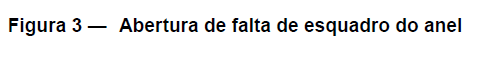 Figura 3 — Abertura de falta de esquadro do anel